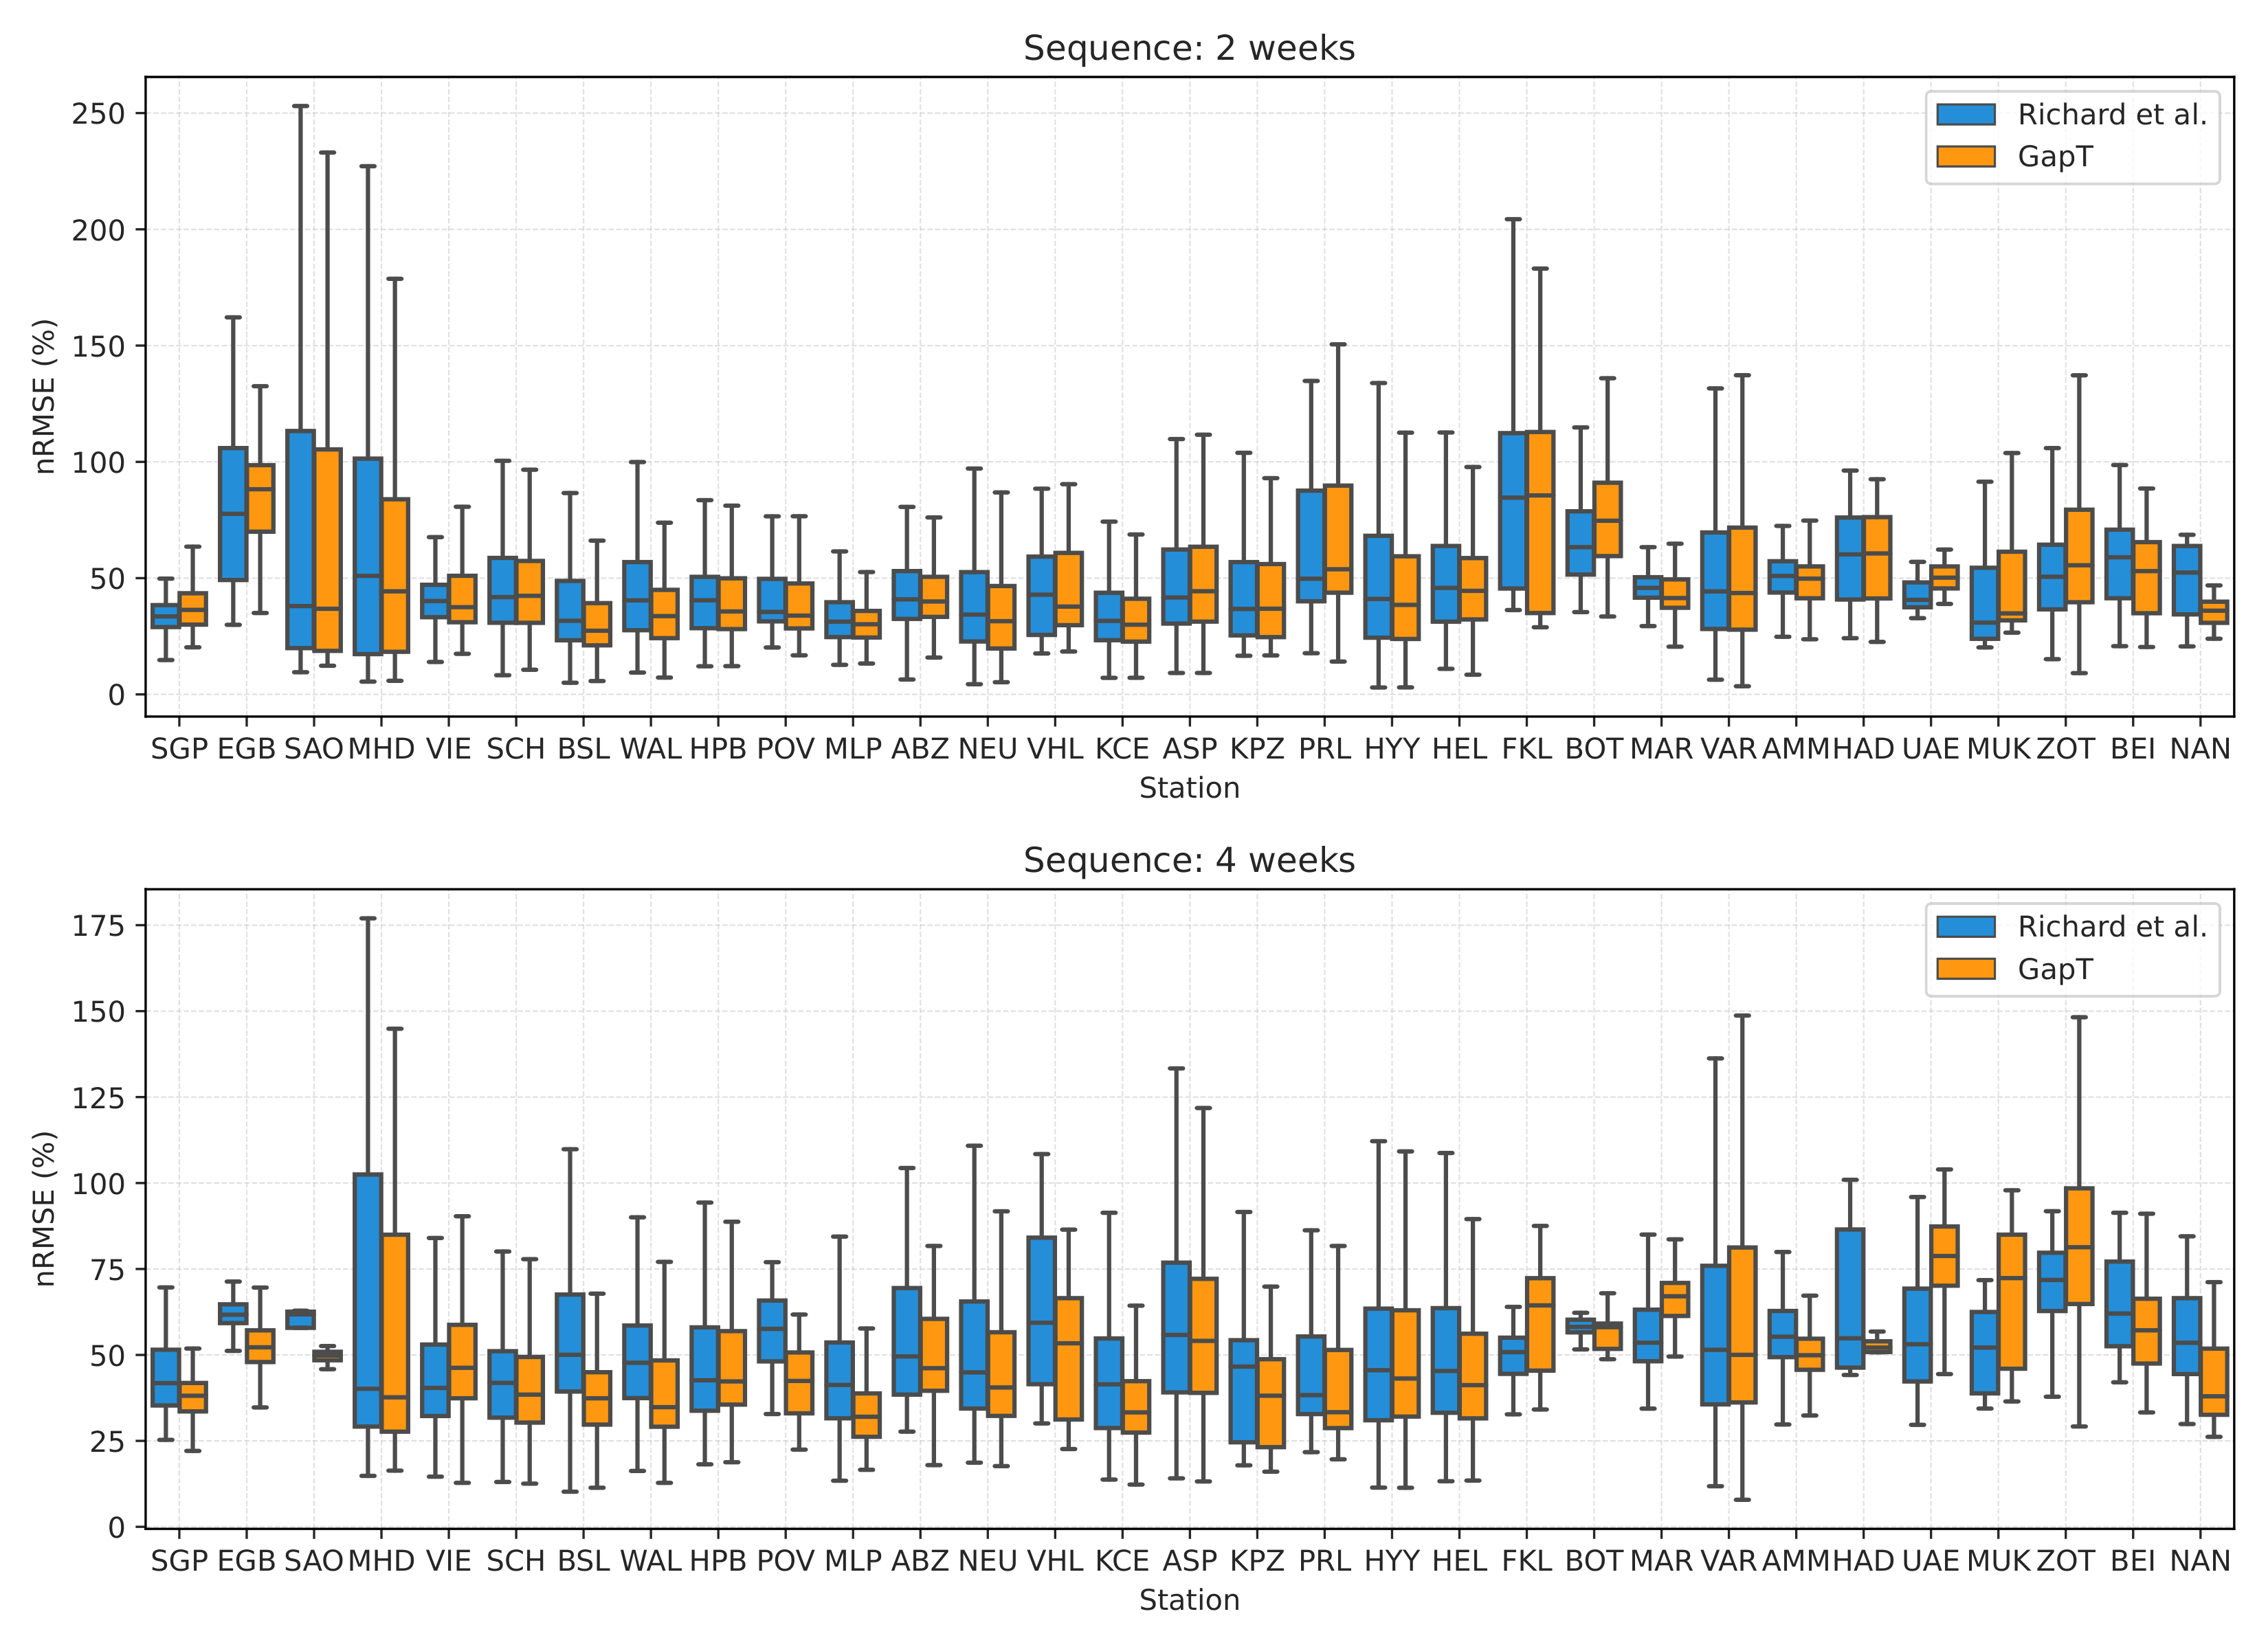 Sequence: 2 weeks
250
200
150
100
50
0
nRMSE (%)
Richard et al.
GapT
SGP EGB SAO MHD VIE SCH BSL WAL HPB POV MLP ABZ NEU VHL KCE ASP KPZ PRL HYY HEL FKL BOT MAR VAR AMM HAD UAE MUK ZOT BEI NAN
Station
Sequence: 4 weeks
175
150
125
100
75
50
25
0
nRMSE (%)
Richard et al.
GapT
SGP EGB SAO MHD VIE SCH BSL WAL HPB POV MLP ABZ NEU VHL KCE ASP KPZ PRL HYY HEL FKL BOT MAR VAR AMM HAD UAE MUK ZOT BEI NAN
Station